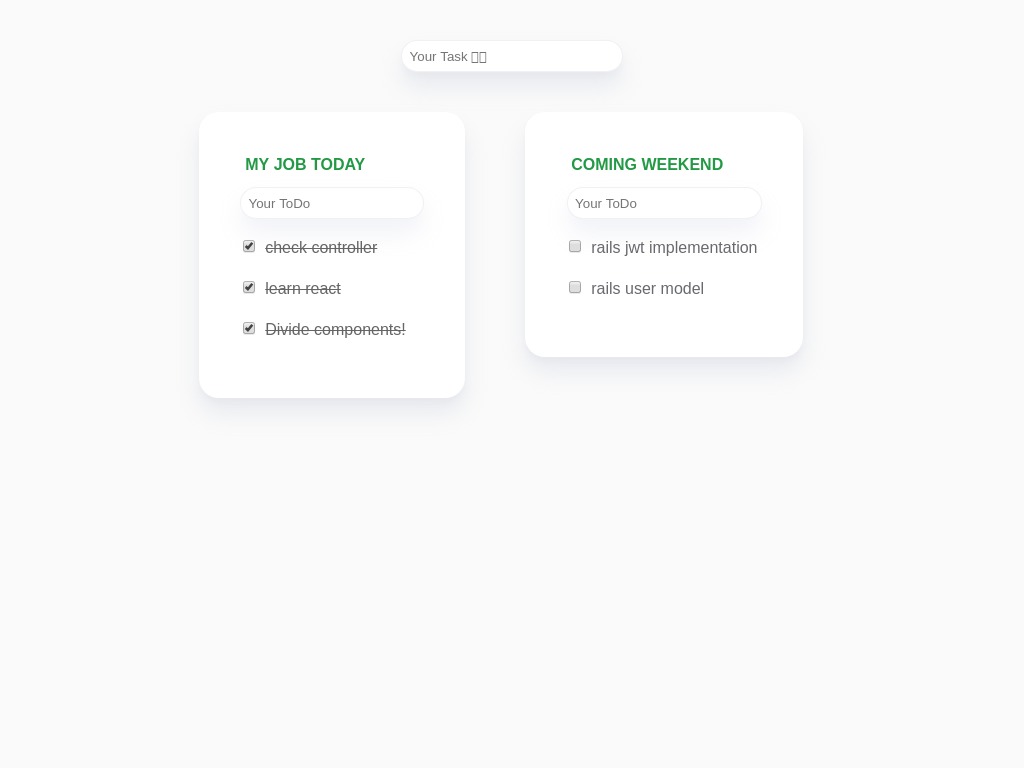 Your Task
MY JOB TODAY
Your ToDo
check controller
learn react
Divide components!
COMING WEEKEND
Your ToDo
rails jwt implementation
rails user model